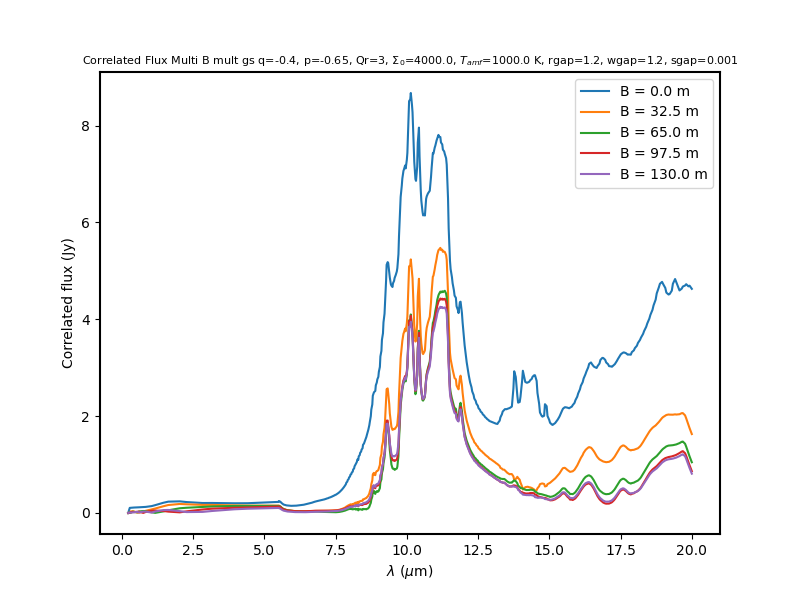 Correlated Flux Multi B mult gs q=-0.4, p=-0.65, Qr=3, Σ₀=4000.0, T_amf=1000.0 K, rgap=1.2, wgap=1.2, sgap=0.001
B = 0.0 m
B = 32.5 m
B = 65.0 m
B = 97.5 m
B = 130.0 m
Correlated flux (Jy)
8
6
4
2
0
0.0 2.5 5.0 7.5 10.0 12.5 15.0 17.5 20.0
λ (μm)